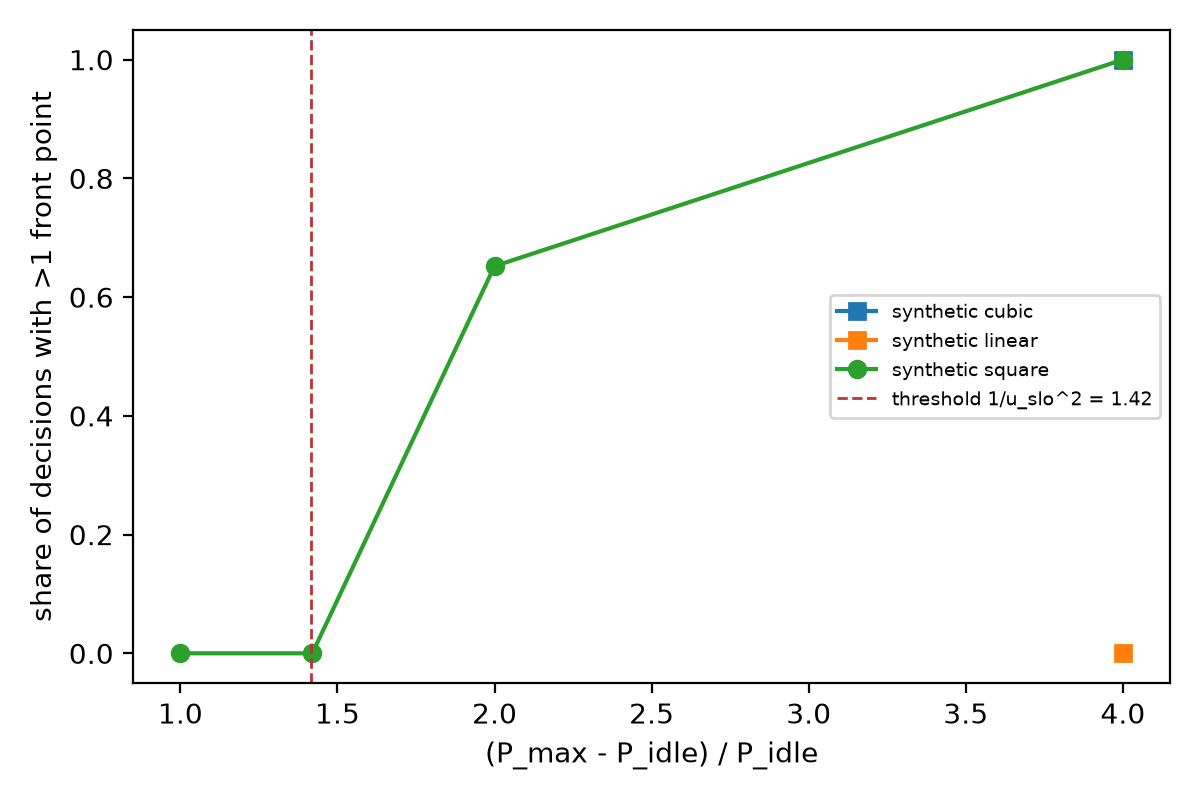 share of decisions with >1 front point
1.0
0.8
0.6
0.4
0.2
0.0
synthetic cubic
synthetic linear
synthetic square
threshold 1/u_slo^2 = 1.42
1.0 1.5 2.0 2.5 3.0 3.5 4.0
(P_max - P_idle) / P_idle